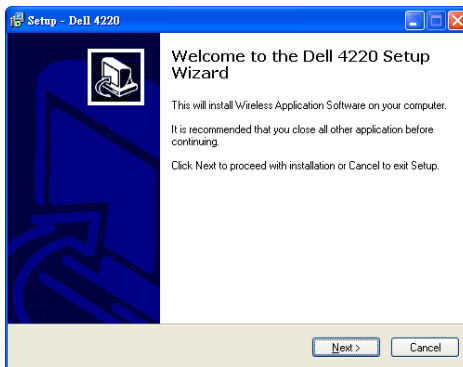 Setup - Dell 4220
Welcome to the Dell 4220 Setup
Wizard
This will install Wireless Application Software on your computer.
It is recommended that you close all other application before
continuing.
Click Next to proceed with installation or Cancel to exit Setup.
Next >
Cancel